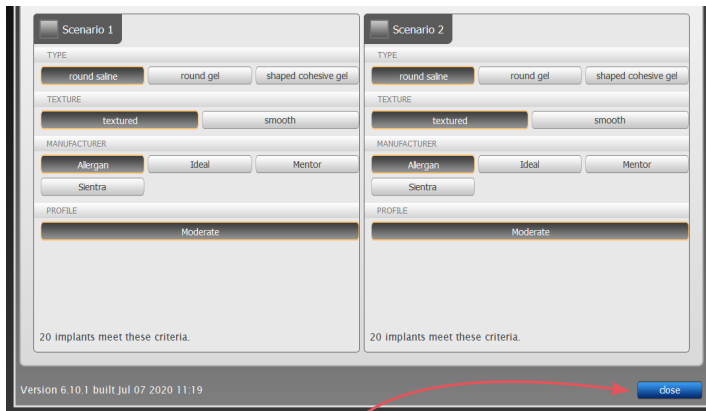 Scenario 1
TYPE
round saline
round gel
shaped cohesive gel
TEXTURE
textured
smooth
MANUFACTURER
Allergan
Ideal
Mentor
Sientra
PROFILE
Moderate
20 implants meet these criteria.
Scenario 2
TYPE
round saline
round gel
shaped cohesive gel
TEXTURE
textured
smooth
MANUFACTURER
Allergan
Ideal
Mentor
Sientra
PROFILE
Moderate
20 implants meet these criteria.
Version 6.10.1 built Jul 07 2020 11:19
close